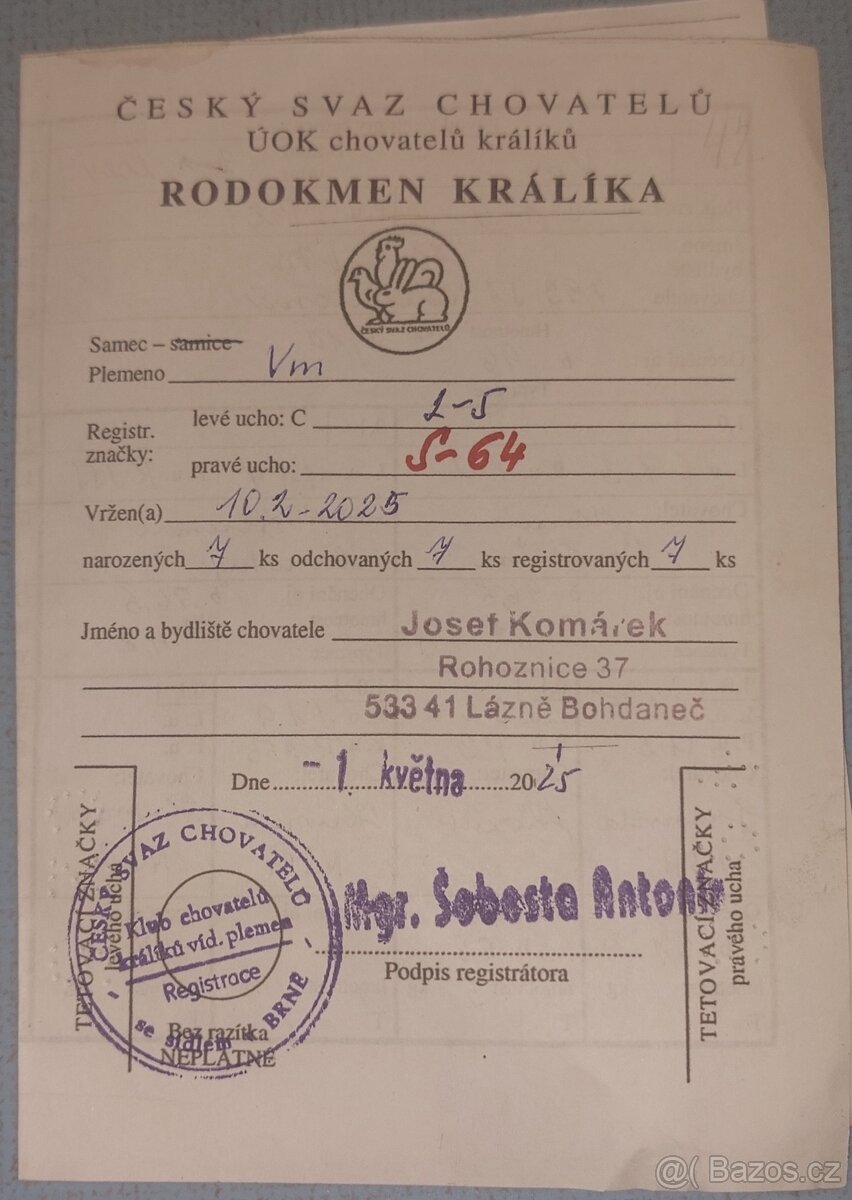 ČESKÝ SVAZ CHOVATELŮ
ÚOK chovatelů králíků
RODOKMEN KRÁLÍKA
ČESKÝ SVAZ CHOVATELŮ
Samec – samice
Plemeno Vm
Registr. značky:
levé ucho: C 2-5
pravé ucho: S-64
Vržen(a) 10.2-2025
narozených 7 ks odchovaných 7 ks registrovaných 7 ks
Jméno a bydliště chovatele Josef Komárek
Rohoznice 37
533 41 Lázně Bohdaneč
Dne - 1. května 2025
TETOVACÍ ZNAČKY
levého ucha
ČESKÝ SVAZ CHOVATELŮ
Klub chovatelů
králíků víd. plemen
Registrace
se sídlem v BRNĚ
Bez razítka
NEPLATNÉ
Mgr. Šebesta Antonín
Podpis registrátora
TETOVACÍ ZNAČKY
pravého ucha
@( Bazos.cz